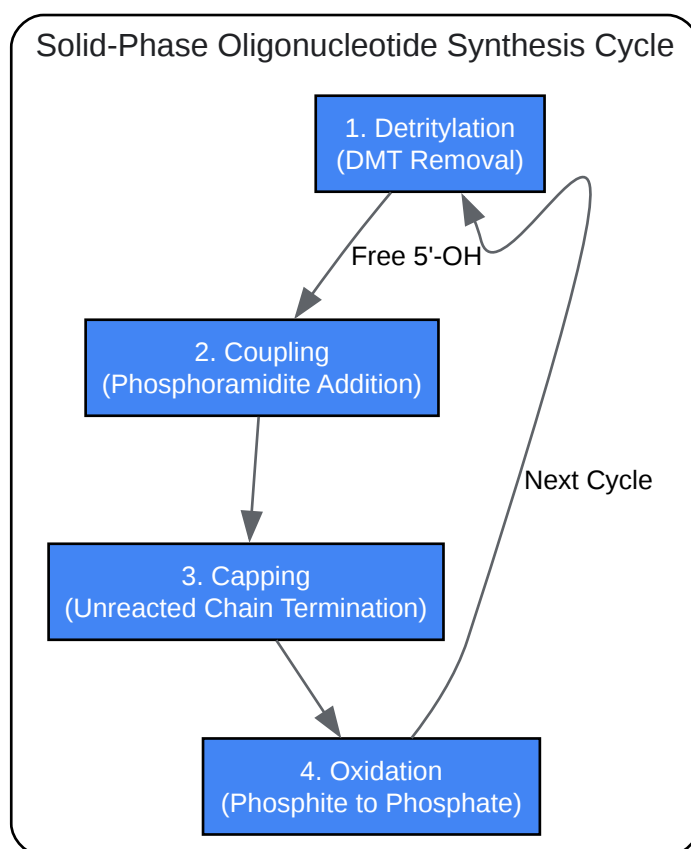 Solid-Phase Oligonucleotide Synthesis Cycle
1. Detritylation
(DMT Removal)
Free 5'-OH
2. Coupling
(Phosphoramidite Addition)
Next Cycle
3. Capping
(Unreacted Chain Termination)
4. Oxidation
(Phosphite to Phosphate)